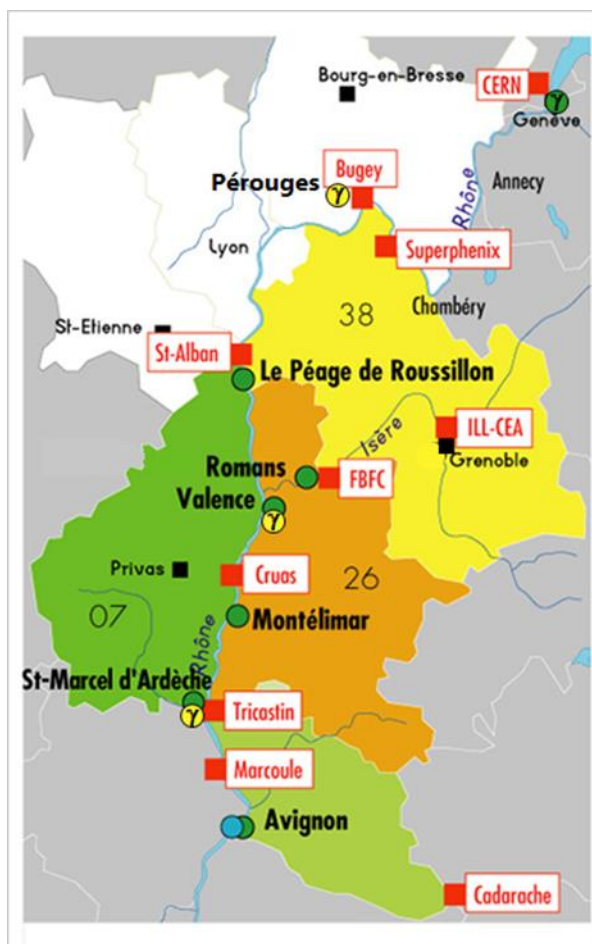 Bourg-en-Bresse
CERN
γ
Genève
Bugey
Pérouges
γ
Rhône
Annecy
Lyon
Superphenix
Chambéry
38
St-Etienne
St-Alban
Le Péage de Roussillon
ILL-CEA
Isère
Grenoble
Romans
FBFC
Valence
γ
Privas
Cruas
26
07
Montélimar
Rhône
St-Marcel d'Ardèche
γ
Tricastin
Marcoule
Avignon
Cadarache